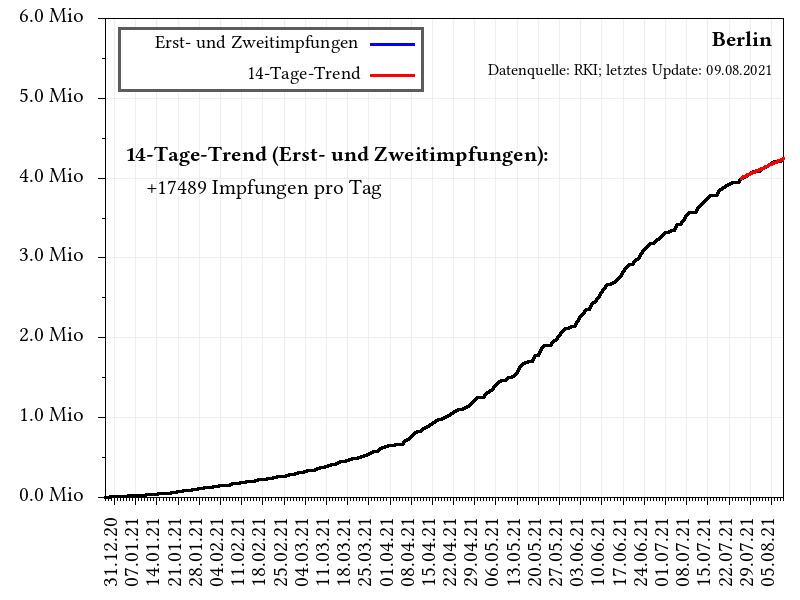 6.0 Mio
5.0 Mio
4.0 Mio
3.0 Mio
2.0 Mio
1.0 Mio
0.0 Mio
Erst- und Zweitimpfungen
14-Tage-Trend
Berlin
Datenquelle: RKI; letztes Update: 09.08.2021
14-Tage-Trend (Erst- und Zweitimpfungen):
+17489 Impfungen pro Tag
31.12.20
07.01.21
14.01.21
21.01.21
28.01.21
04.02.21
11.02.21
18.02.21
25.02.21
04.03.21
11.03.21
18.03.21
25.03.21
01.04.21
08.04.21
15.04.21
22.04.21
29.04.21
06.05.21
13.05.21
20.05.21
27.05.21
03.06.21
10.06.21
17.06.21
24.06.21
01.07.21
08.07.21
15.07.21
22.07.21
29.07.21
05.08.21